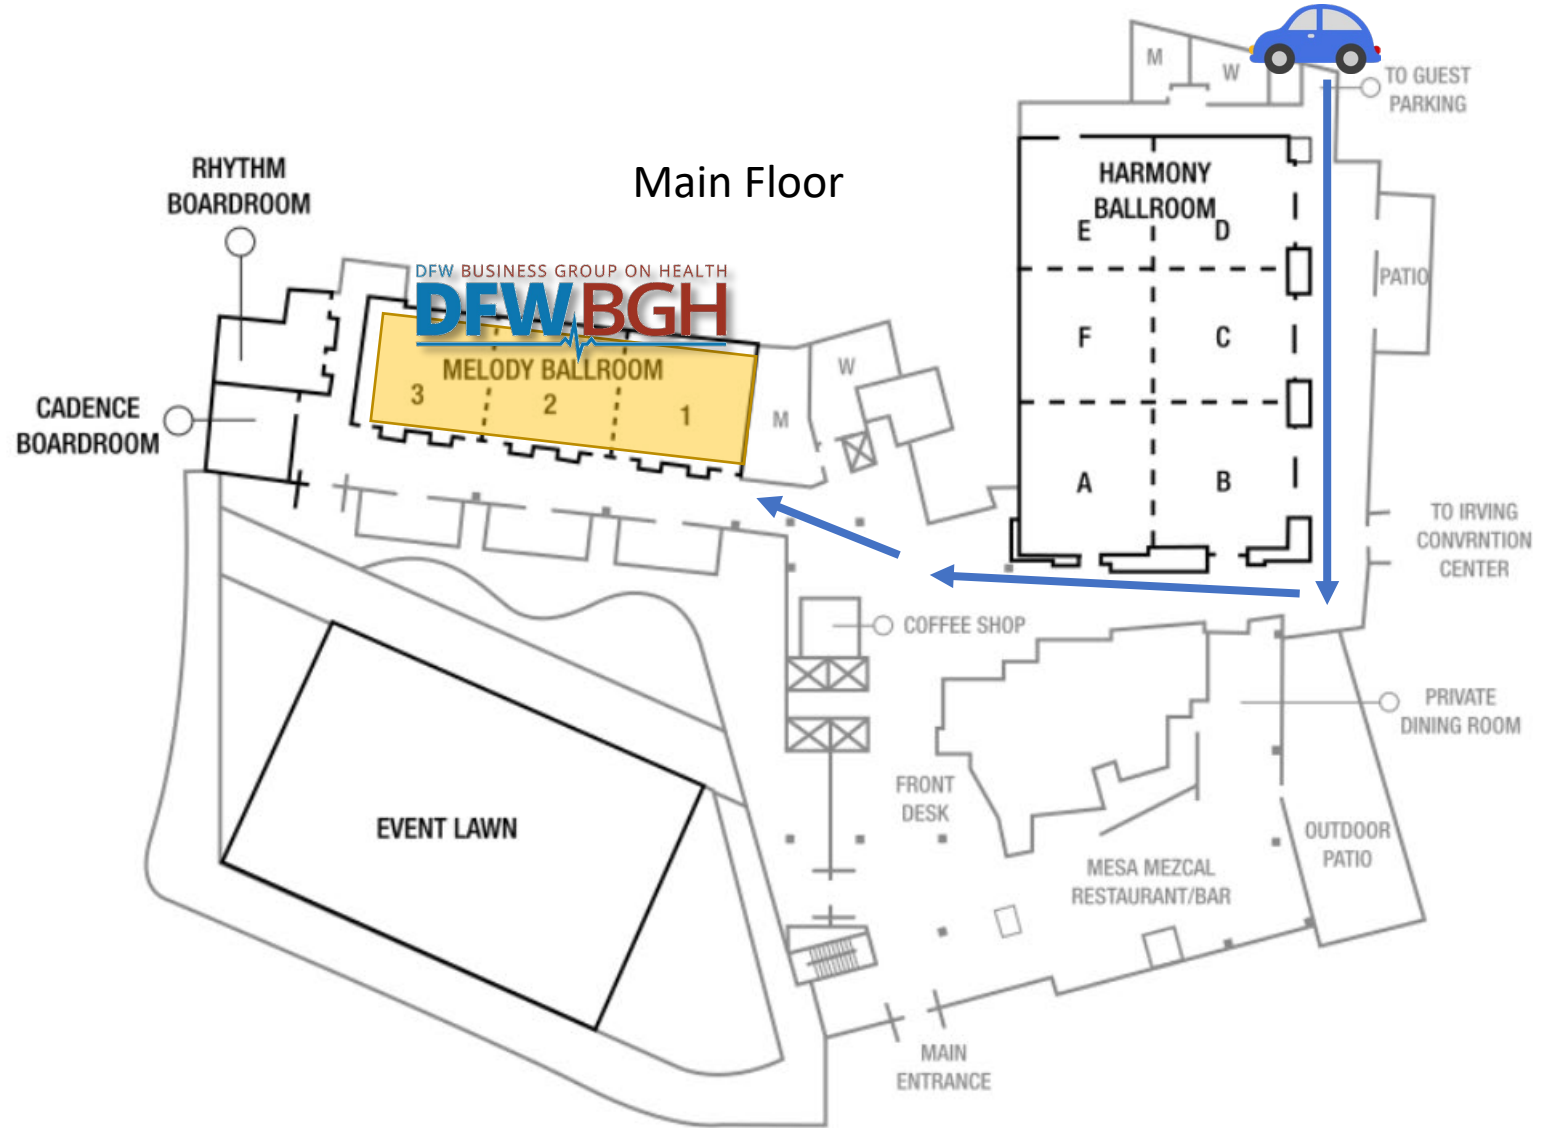 M
W
TO GUEST
PARKING
Main Floor
RHYTHM
BOARDROOM
HARMONY
BALLROOM
E
D
PATIO
DFW BUSINESS GROUP ON HEALTH
DFWBGH
MELODY BALLROOM
3
2
1
W
M
F
C
CADENCE
BOARDROOM
A
B
TO IRVING
CONVRNTION
CENTER
COFFEE SHOP
PRIVATE
DINING ROOM
FRONT
DESK
EVENT LAWN
OUTDOOR
PATIO
MESA MEZCAL
RESTAURANT/BAR
MAIN
ENTRANCE